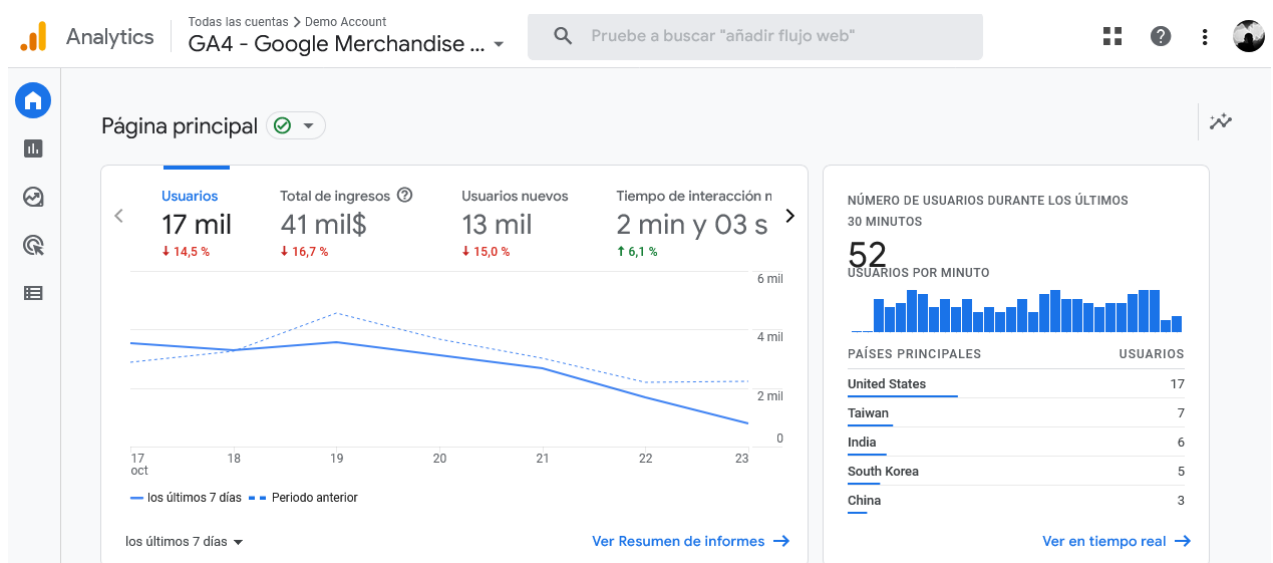 Analytics
Todas las cuentas > Demo Account
GA4 - Google Merchandise ...
Pruebe a buscar "añadir flujo web"
Página principal
Usuarios
17 mil
↓ 14,5 %
Total de ingresos
41 mil$
↓ 16,7 %
Usuarios nuevos
13 mil
↓ 15,0 %
Tiempo de interacción n
2 min y 03 s
↑ 6,1 %
6 mil
4 mil
2 mil
0
17 oct
18
19
20
21
22
23
los últimos 7 días
Periodo anterior
los últimos 7 días
Ver Resumen de informes
NÚMERO DE USUARIOS DURANTE LOS ÚLTIMOS
30 MINUTOS
52
USUARIOS POR MINUTO
PAÍSES PRINCIPALES USUARIOS
United States 17
Taiwan 7
India 6
South Korea 5
China 3
Ver en tiempo real